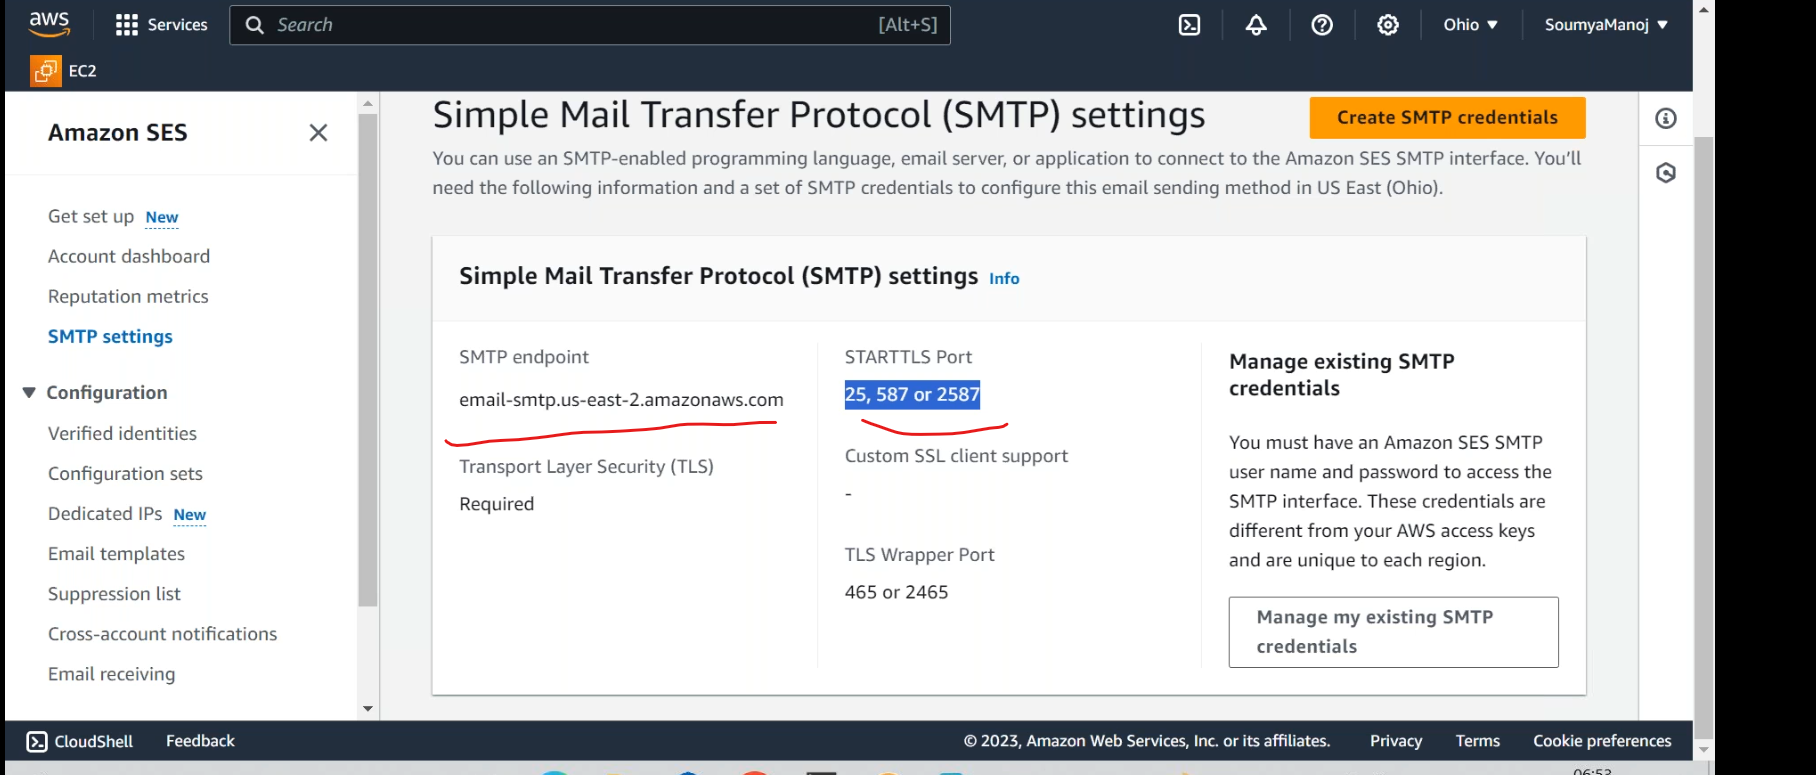 aws
Services
Search
[Alt+S]
Ohio
SoumyaManoj
EC2
Amazon SES
Get set up New
Account dashboard
Reputation metrics
SMTP settings
Configuration
Verified identities
Configuration sets
Dedicated IPs New
Email templates
Suppression list
Cross-account notifications
Email receiving
Simple Mail Transfer Protocol (SMTP) settings
Create SMTP credentials
You can use an SMTP-enabled programming language, email server, or application to connect to the Amazon SES SMTP interface. You’ll
need the following information and a set of SMTP credentials to configure this email sending method in US East (Ohio).
Simple Mail Transfer Protocol (SMTP) settings Info
SMTP endpoint
email-smtp.us-east-2.amazonaws.com
Transport Layer Security (TLS)
Required
STARTTLS Port
25, 587 or 2587
Custom SSL client support
-
TLS Wrapper Port
465 or 2465
Manage existing SMTP
credentials
You must have an Amazon SES SMTP
user name and password to access the
SMTP interface. These credentials are
different from your AWS access keys
and are unique to each region.
Manage my existing SMTP
credentials
CloudShell
Feedback
© 2023, Amazon Web Services, Inc. or its affiliates.
Privacy
Terms
Cookie preferences